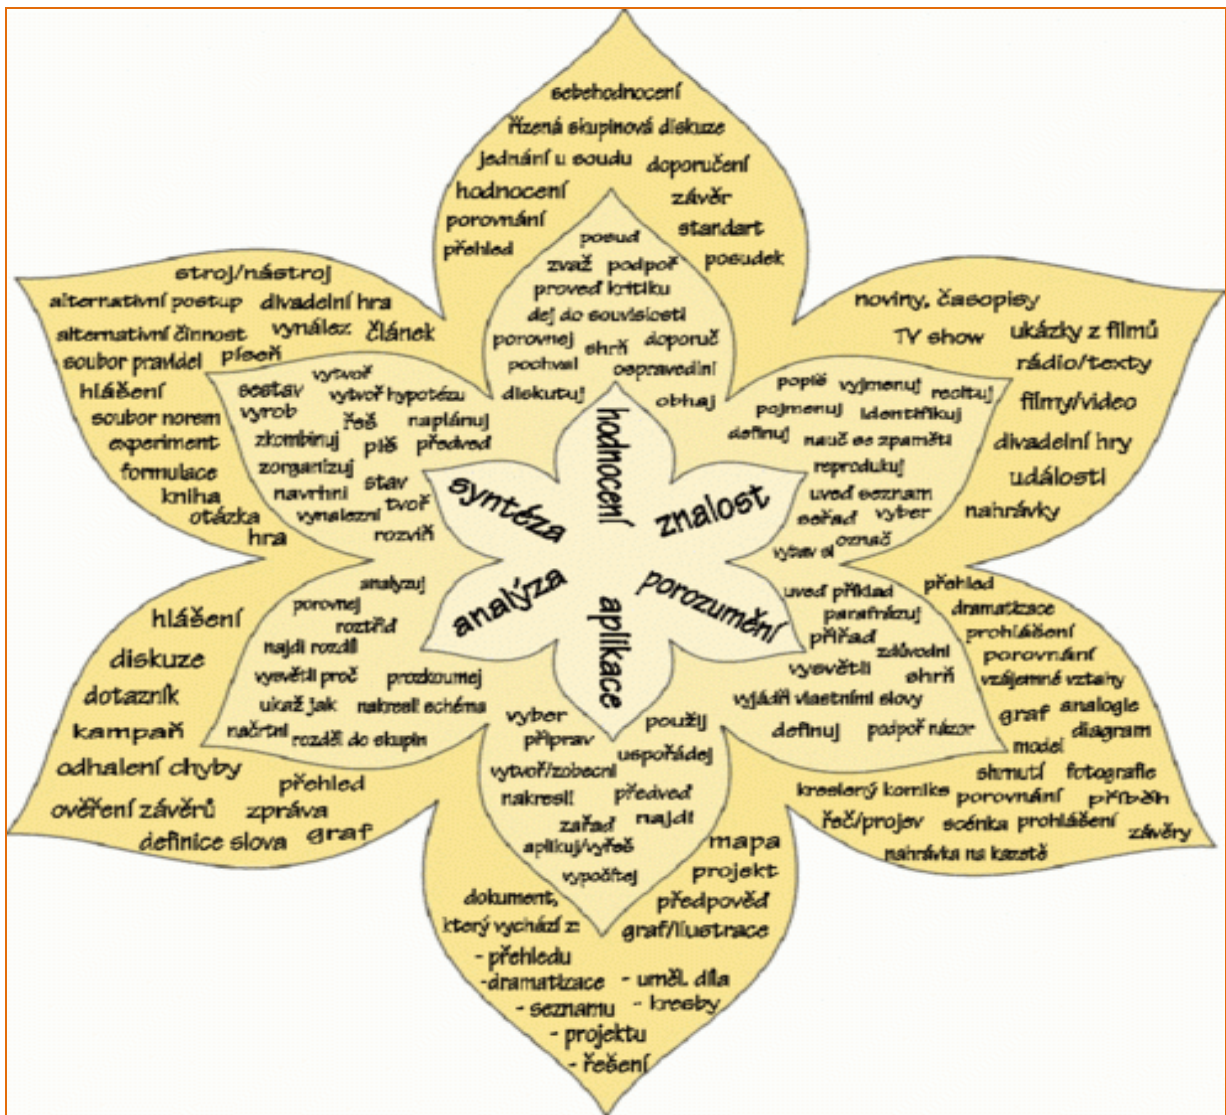 sebehodnocení
řízená skupinová diskuze
jednání u soudu
doporučení
hodnocení
závěr
porovnání
standart
přehled
posudek
posuď
zvaž podpoř
proveď kritiku
dej do souvislosti
porovnej shrň doporuč
pochval ospravedlni
diskutuj obhaj
hodnocení
noviny, časopisy
TV show ukázky z filmů
rádio/texty
filmy/video
divadelní hry
události
nahrávky
popiš vyjmenuj recituj
pojmenuj identifikuj
definuj nauč se zpaměti
reprodukuj
uveď seznam
seřaď vyber
vybav si označ
znalost
přehled
dramatizace
prohlášení
porovnání
vzájemné vztahy
graf analogie
model diagram
shrnutí fotografie
kreslený komiks porovnání příběh
řeč/projev scénka prohlášení závěry
nahrávka na kazetě
uveď příklad
parafrázuj
přiřaď zdůvodni
vysvětli shrň
vyjádři vlastními slovy
definuj podpoř názor
porozumění
aplikace
vyber použij
připrav uspořádej
vytvoř/zobecni
nakresli předveď
zařaď najdi
aplikuj/vyřeš
vypočítej
mapa
projekt
předpověď
graf/ilustrace
dokument,
který vychází z:
- přehledu
-dramatizace - uměl. díla
- seznamu - kresby
- projektu
- řešení
analýza
analyzuj
porovnej
roztřiď
najdi rozdíl
vysvětli proč prozkoumej
ukaž jak nakresli schéma
načrtni rozděl do skupin
hlášení
diskuze
dotazník
kampaň
odhalení chyby
přehled
ověření závěrů zpráva
definice slova graf
syntéza
vytvoř
sestav vytvoř hypotézu
vyrob řeš naplánuj
zkombinuj piš předveď
zorganizuj
navrhni stav
vynalezni tvoř
rozviň
stroj/nástroj
alternativní postup divadelní hra
alternativní činnost vynález článek
soubor pravidel píseň
hlášení
soubor norem
experiment
formulace
kniha
otázka
hra